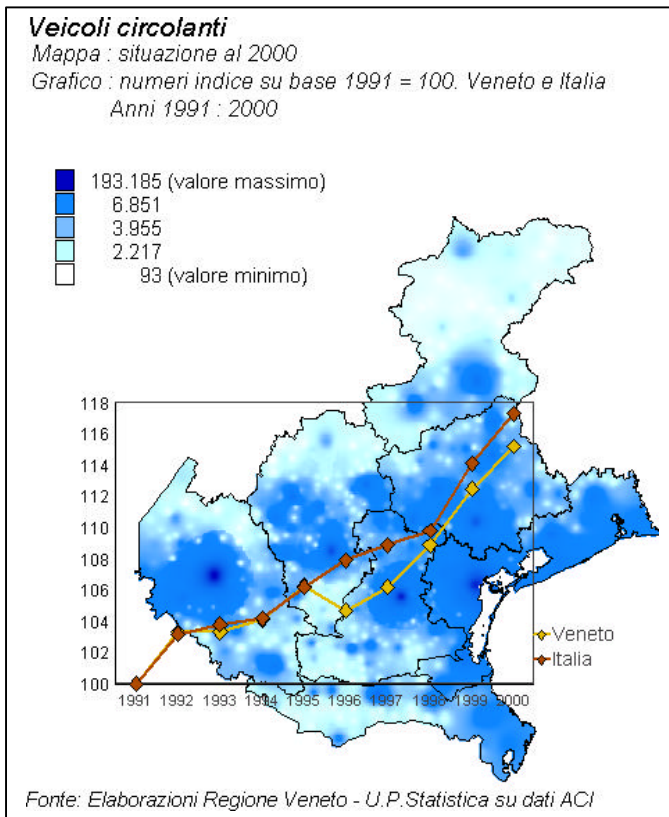 Veicoli circolanti
Mappa : situazione al 2000
Grafico : numeri indice su base 1991 = 100. Veneto e Italia
Anni 1991 : 2000
193.185 (valore massimo)
6.851
3.955
2.217
93 (valore minimo)
118
116
114
112
110
108
106
104
102
100
1991 1992 1993 1994 1995 1996 1997 1998 1999 2000
Veneto
Italia
Fonte: Elaborazioni Regione Veneto - U.P.Statistica su dati ACI